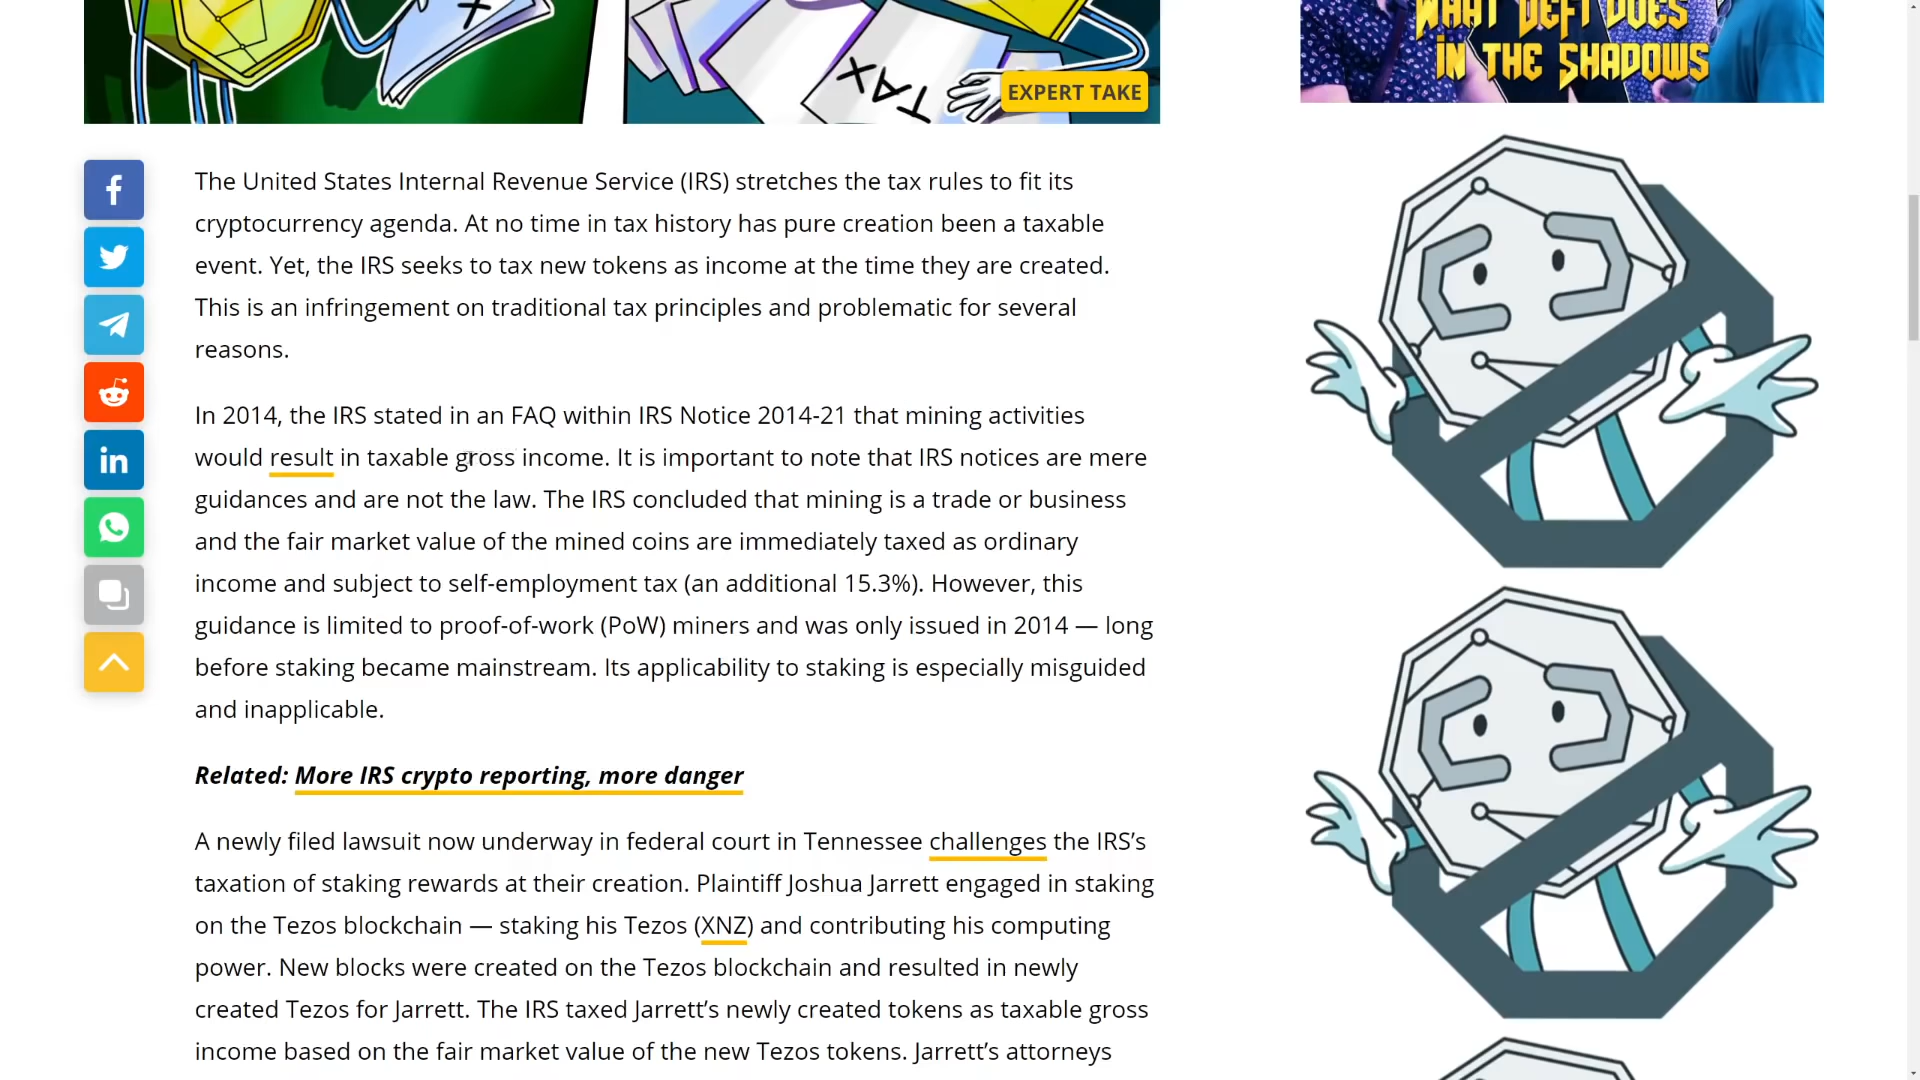 WHAT DEFI DOES
IN THE SHADOWS
TAX
EXPERT TAKE
The United States Internal Revenue Service (IRS) stretches the tax rules to fit its
cryptocurrency agenda. At no time in tax history has pure creation been a taxable
event. Yet, the IRS seeks to tax new tokens as income at the time they are created.
This is an infringement on traditional tax principles and problematic for several
reasons.
In 2014, the IRS stated in an FAQ within IRS Notice 2014-21 that mining activities
would result in taxable gross income. It is important to note that IRS notices are mere
guidances and are not the law. The IRS concluded that mining is a trade or business
and the fair market value of the mined coins are immediately taxed as ordinary
income and subject to self-employment tax (an additional 15.3%). However, this
guidance is limited to proof-of-work (PoW) miners and was only issued in 2014 — long
before staking became mainstream. Its applicability to staking is especially misguided
and inapplicable.
Related: More IRS crypto reporting, more danger
A newly filed lawsuit now underway in federal court in Tennessee challenges the IRS’s
taxation of staking rewards at their creation. Plaintiff Joshua Jarrett engaged in staking
on the Tezos blockchain — staking his Tezos (XNZ) and contributing his computing
power. New blocks were created on the Tezos blockchain and resulted in newly
created Tezos for Jarrett. The IRS taxed Jarrett’s newly created tokens as taxable gross
income based on the fair market value of the new Tezos tokens. Jarrett’s attorneys